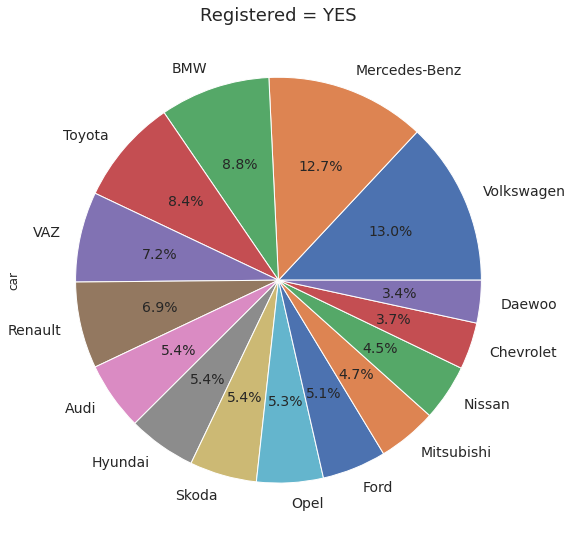 Registered = YES
BMW
Mercedes-Benz
Toyota
Volkswagen
VAZ
Renault
Audi
Hyundai
Skoda
Opel
Ford
Mitsubishi
Nissan
Chevrolet
Daewoo
car
13.0%
12.7%
8.8%
8.4%
7.2%
6.9%
5.4%
5.4%
5.4%
5.3%
5.1%
4.7%
4.5%
3.7%
3.4%